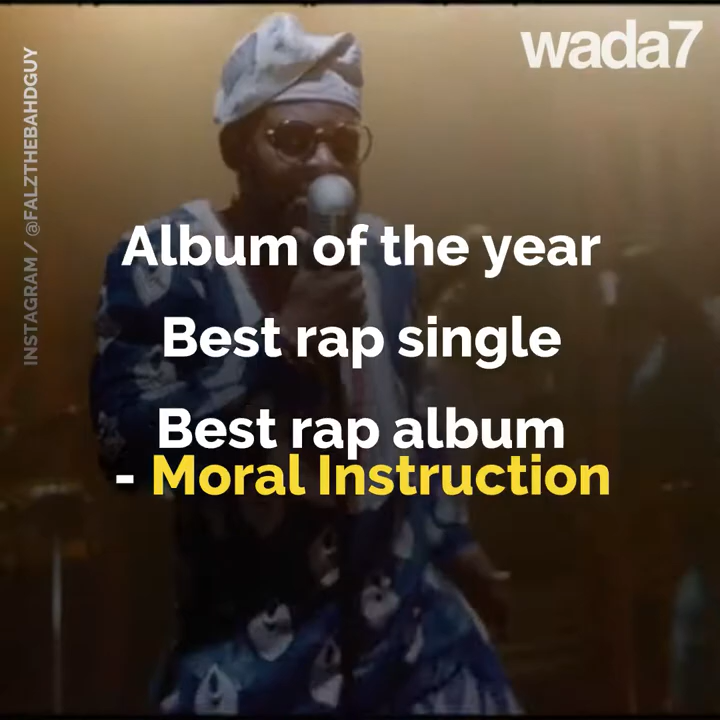 wada7
INSTAGRAM / @FALZTHEBAHDGUY
Album of the year
Best rap single
Best rap album
- Moral Instruction